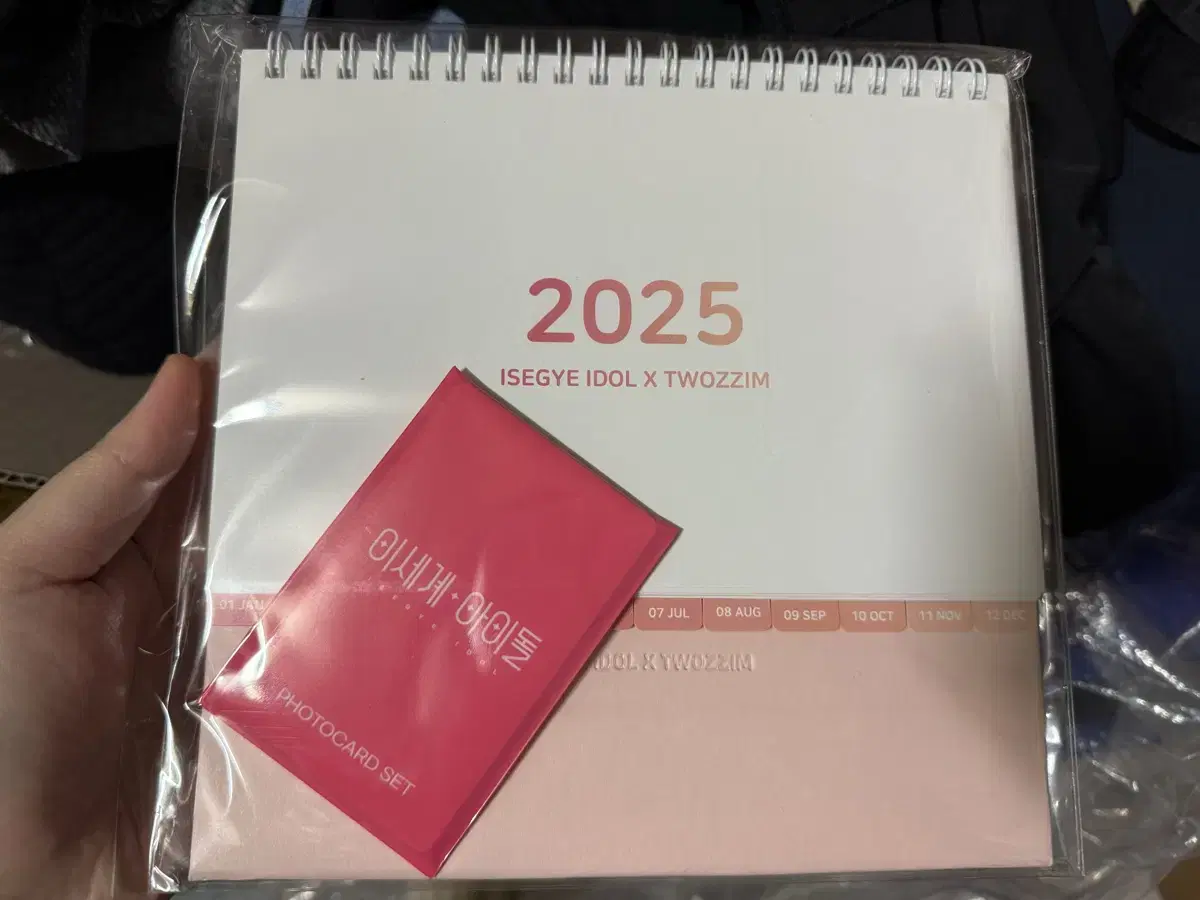 2025
ISEGYE IDOL X TWOZZIM
01 JAN
07 JUL
08 AUG
09 SEP
10 OCT
11 NOV
12 DEC
IDOL X TWOZZIM
이세계아이돌
PHOTOCARD SET